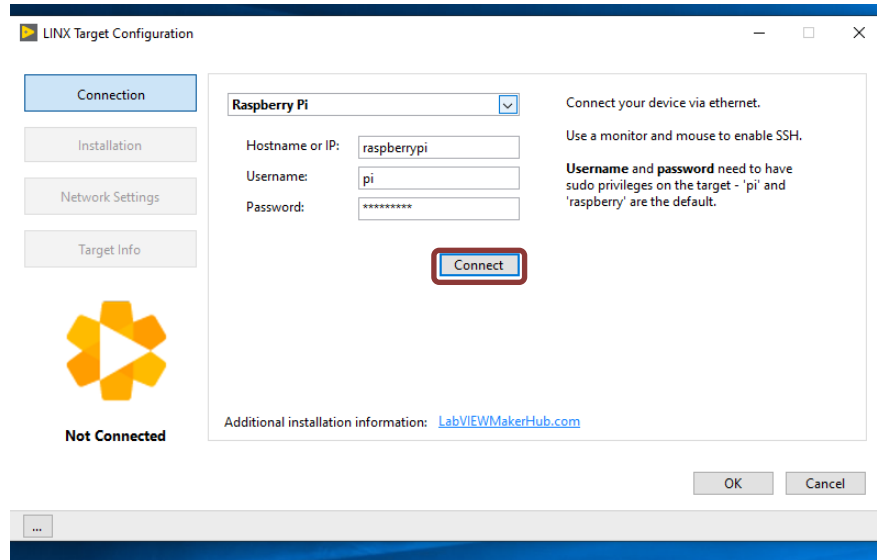 LINX Target Configuration
Connection
Installation
Network Settings
Target Info
Not Connected
Raspberry Pi
Hostname or IP: raspberrypi
Username: pi
Password: *********
Connect
Connect your device via ethernet.
Use a monitor and mouse to enable SSH.
Username and password need to have
sudo privileges on the target - 'pi' and
'raspberry' are the default.
Additional installation information: LabVIEWMakerHub.com
OK Cancel
...